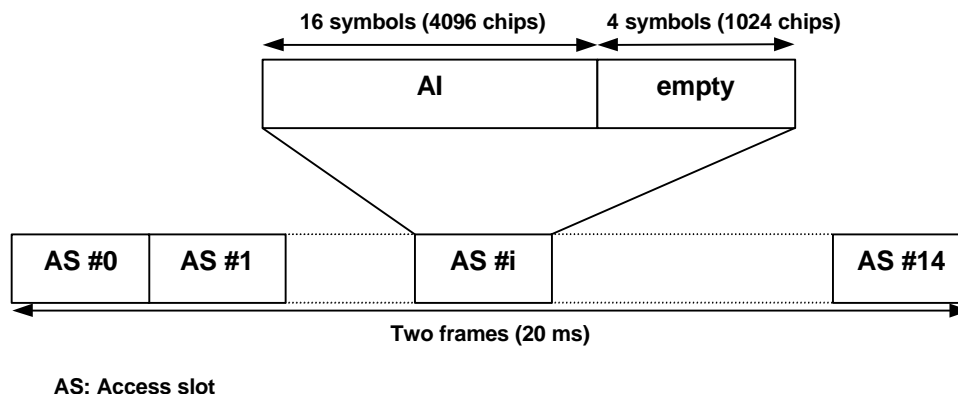 16 symbols (4096 chips) 4 symbols (1024 chips)
AI empty
AS #0 AS #1 AS #i AS #14
Two frames (20 ms)
AS: Access slot